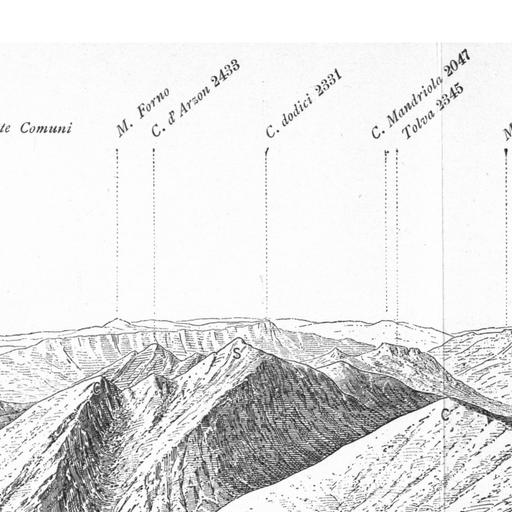 te Comuni
M. Forno
C. d'Arzon 2433
C. dodici 2331
C. Mandriola 2047
Tolva 2345
M
S
C